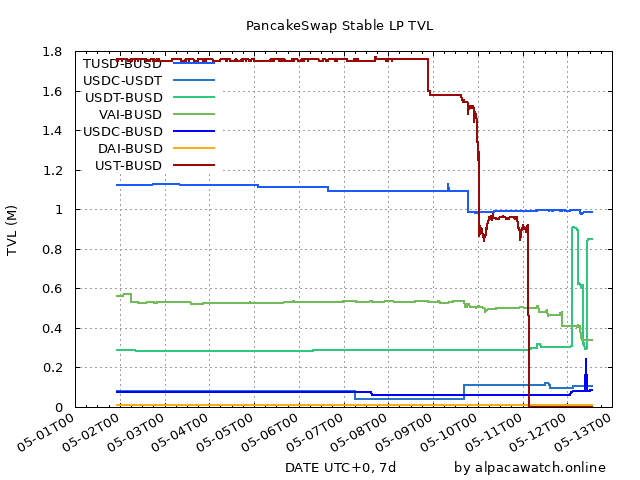 PancakeSwap Stable LP TVL
TVL (M)
1.8
1.6
1.4
1.2
1
0.8
0.6
0.4
0.2
0
TUSD-BUSD
USDC-USDT
USDT-BUSD
VAI-BUSD
USDC-BUSD
DAI-BUSD
UST-BUSD
05-01T00
05-02T00
05-03T00
05-04T00
05-05T00
05-06T00
05-07T00
05-08T00
05-09T00
05-10T00
05-11T00
05-12T00
05-13T00
DATE UTC+0, 7d
by alpacawatch.online